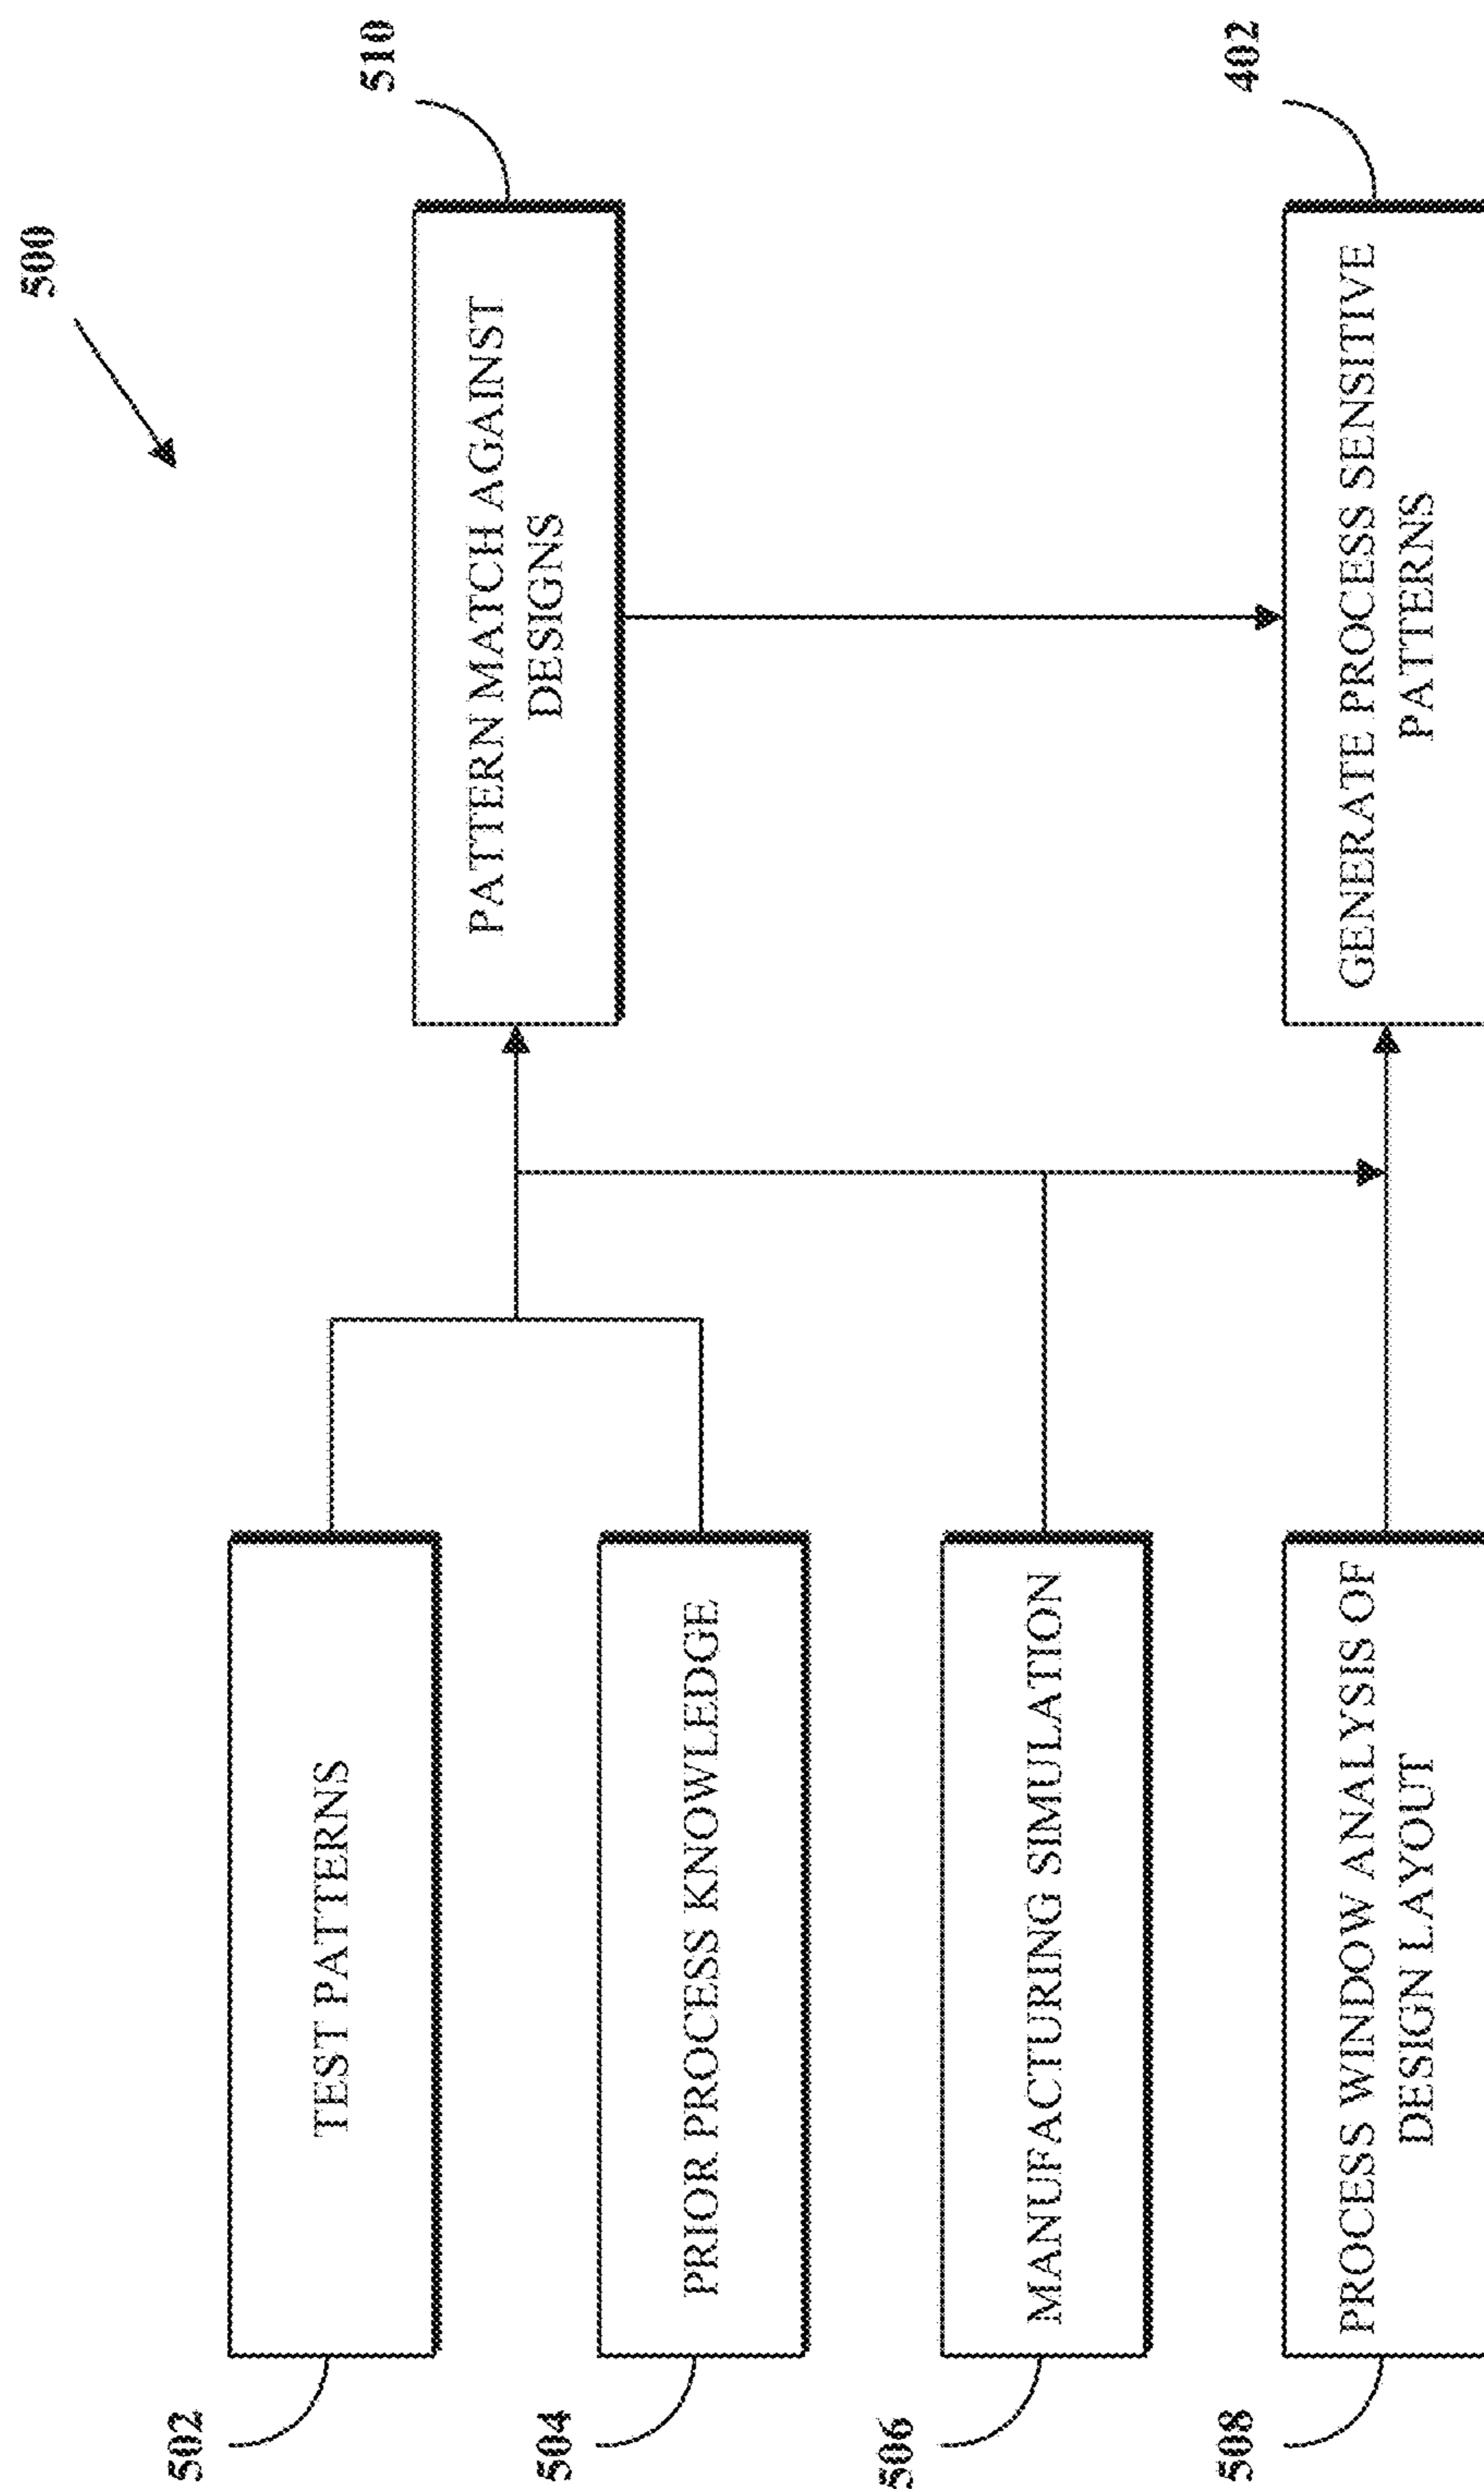 500
502
TEST PATTERNS
504
PRIOR PROCESS KNOWLEDGE
506
MANUFACTURING SIMULATION
508
PROCESS WINDOW ANALYSIS OF
DESIGN LAYOUT
510
PATTERN MATCH AGAINST
DESIGNS
402
GENERATE PROCESS SENSITIVE
PATTERNS